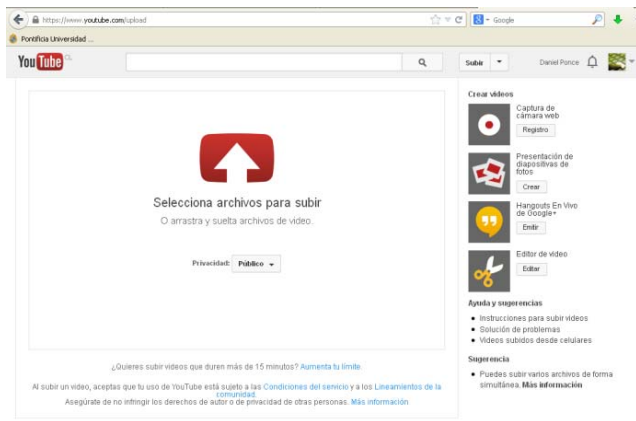 https://www.youtube.com/upload
Google
Pontificia Universidad ...
YouTube CL
Subir
Daniel Ponce
Selecciona archivos para subir
O arrastra y suelta archivos de video.
Privacidad: Público
¿Quieres subir videos que duren más de 15 minutos? Aumenta tu límite.
Al subir un video, aceptas que tu uso de YouTube está sujeto a las Condiciones del servicio y a los Lineamientos de la
comunidad.
Asegúrate de no infringir los derechos de autor o de privacidad de otras personas. Más información
Crear videos
Captura de
cámara web
Registro
Presentación de
diapositivas de
fotos
Crear
Hangouts En Vivo
de Google+
Emitir
Editor de video
Editar
Ayuda y sugerencias
Instrucciones para subir videos
Solución de problemas
Videos subidos desde celulares
Sugerencia
Puedes subir varios archivos de forma
simultánea. Más información